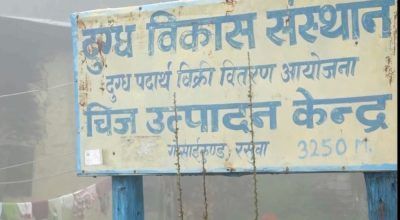 दुग्ध विकास संस्थान
दुग्ध पदार्थ बिक्री वितरण आयोजना
चिज उत्पादन केन्द्र
गोसाईंकुण्ड, रसुवा 3250 m.